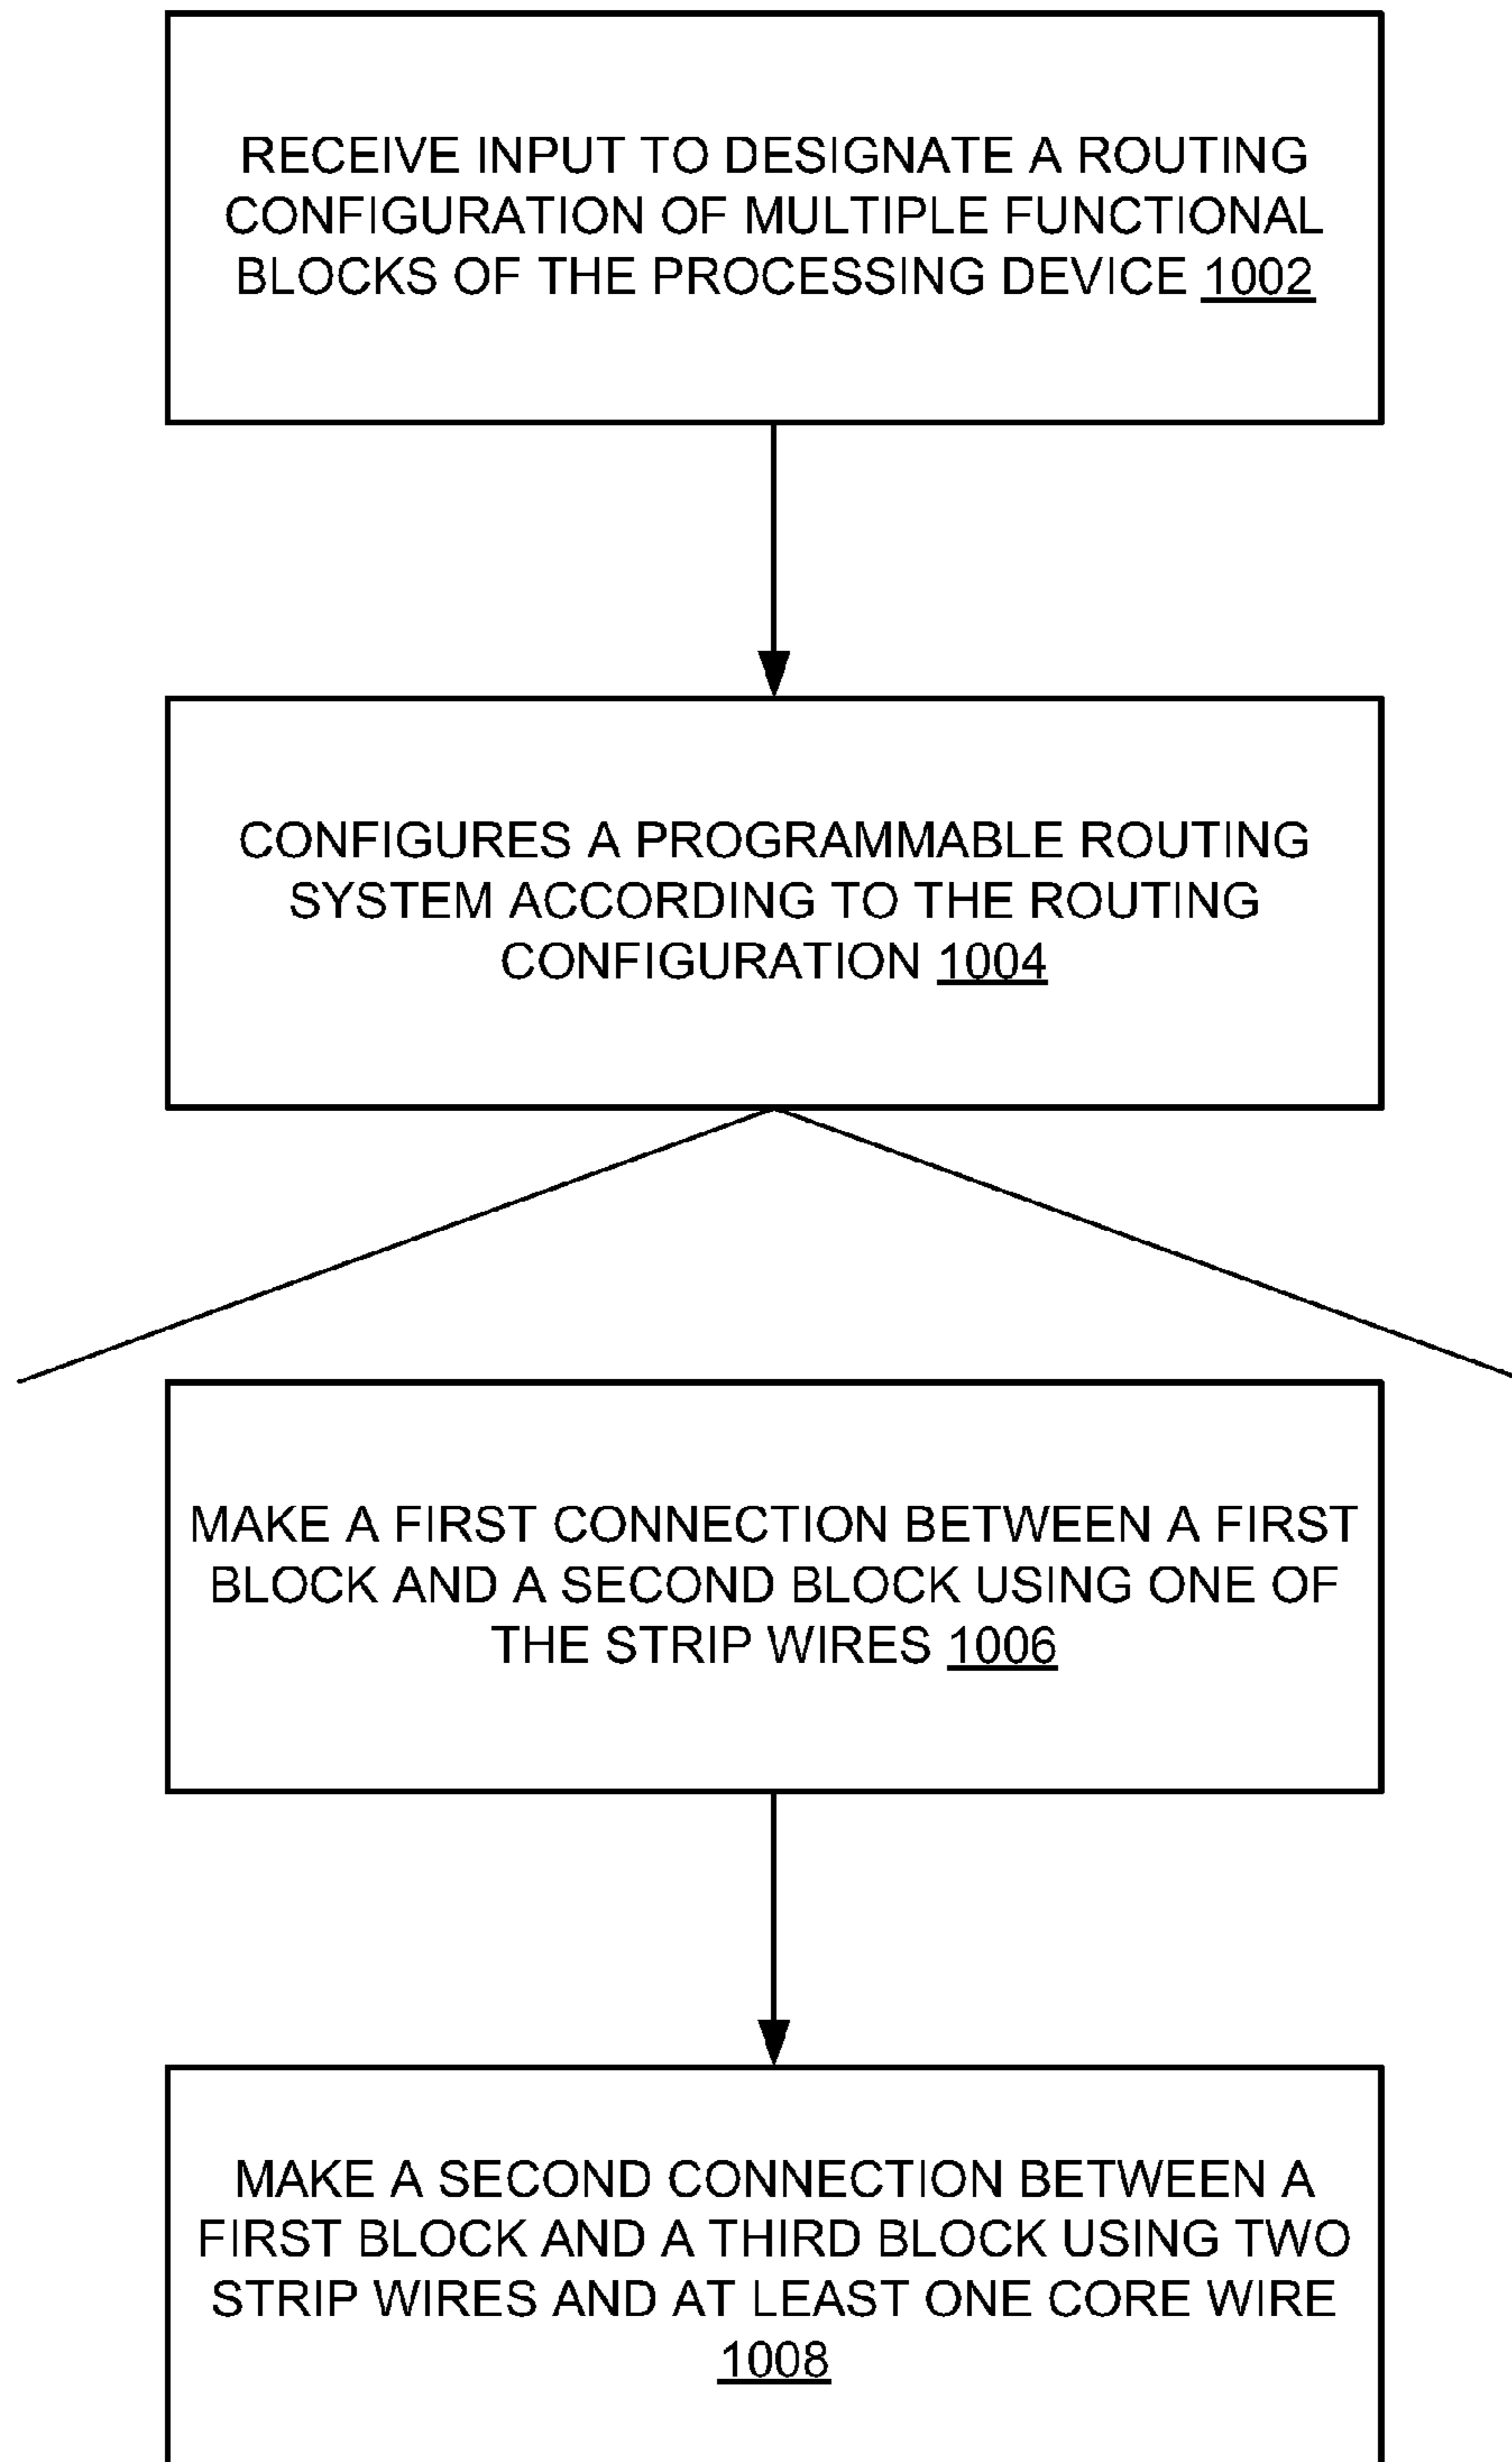 RECEIVE INPUT TO DESIGNATE A ROUTING
CONFIGURATION OF MULTIPLE FUNCTIONAL
BLOCKS OF THE PROCESSING DEVICE 1002
CONFIGURES A PROGRAMMABLE ROUTING
SYSTEM ACCORDING TO THE ROUTING
CONFIGURATION 1004
MAKE A FIRST CONNECTION BETWEEN A FIRST
BLOCK AND A SECOND BLOCK USING ONE OF
THE STRIP WIRES 1006
MAKE A SECOND CONNECTION BETWEEN A
FIRST BLOCK AND A THIRD BLOCK USING TWO
STRIP WIRES AND AT LEAST ONE CORE WIRE
1008